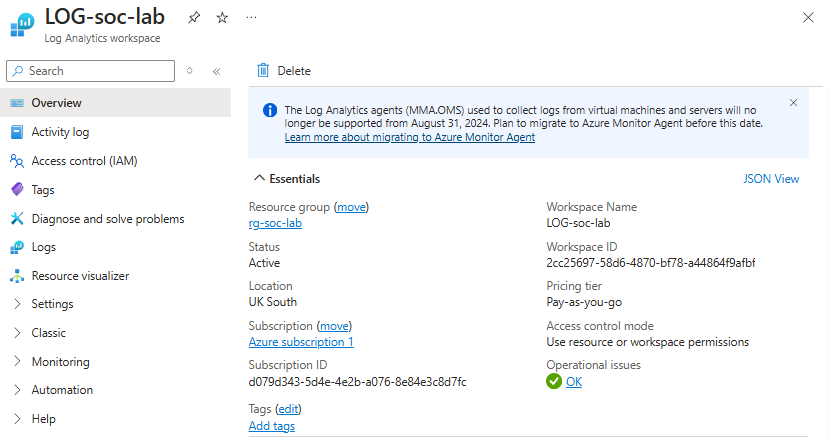 LOG-soc-lab
Log Analytics workspace
Search
Delete
Overview
Activity log
Access control (IAM)
Tags
Diagnose and solve problems
Logs
Resource visualizer
Settings
Classic
Monitoring
Automation
Help
The Log Analytics agents (MMA.OMS) used to collect logs from virtual machines and servers will no
longer be supported from August 31, 2024. Plan to migrate to Azure Monitor Agent before this date.
Learn more about migrating to Azure Monitor Agent
Essentials
JSON View
Resource group (move)
rg-soc-lab
Status
Active
Location
UK South
Subscription (move)
Azure subscription 1
Subscription ID
d079d343-5d4e-4e2b-a076-8e84e3c8d7fc
Tags (edit)
Add tags
Workspace Name
LOG-soc-lab
Workspace ID
2cc25697-58d6-4870-bf78-a44864f9afbf
Pricing tier
Pay-as-you-go
Access control mode
Use resource or workspace permissions
Operational issues
OK